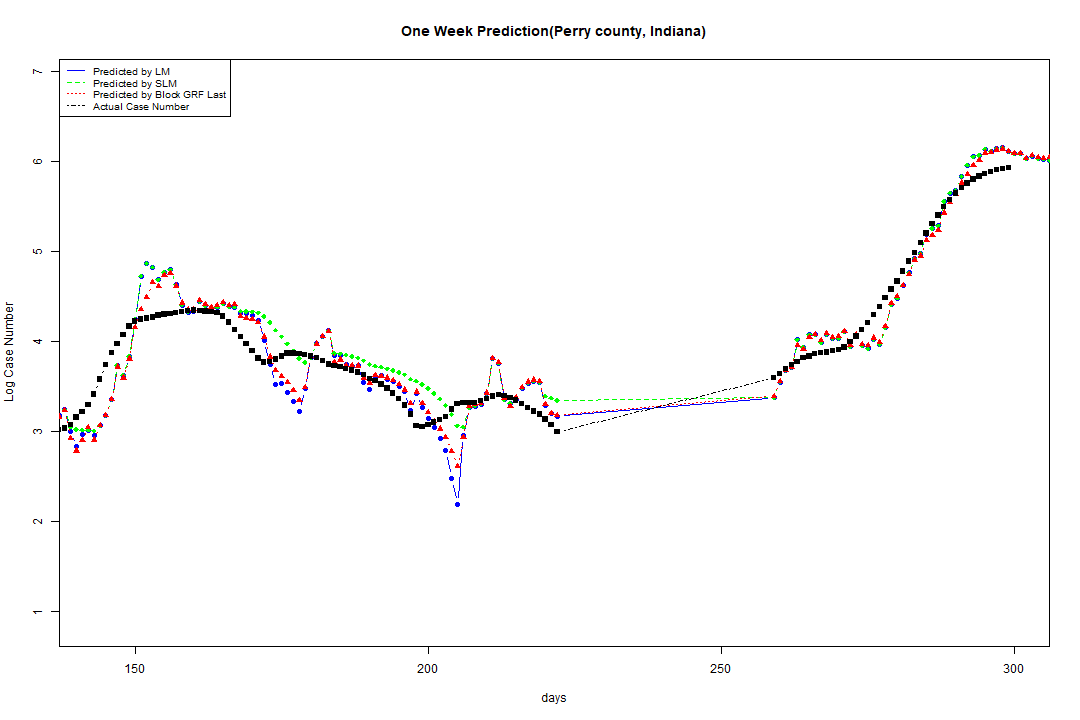 One Week Prediction(Perry county, Indiana)
Predicted by LM
Predicted by SLM
Predicted by Block GRF Last
Actual Case Number
7
6
5
4
3
2
1
Log Case Number
150
200
250
300
days